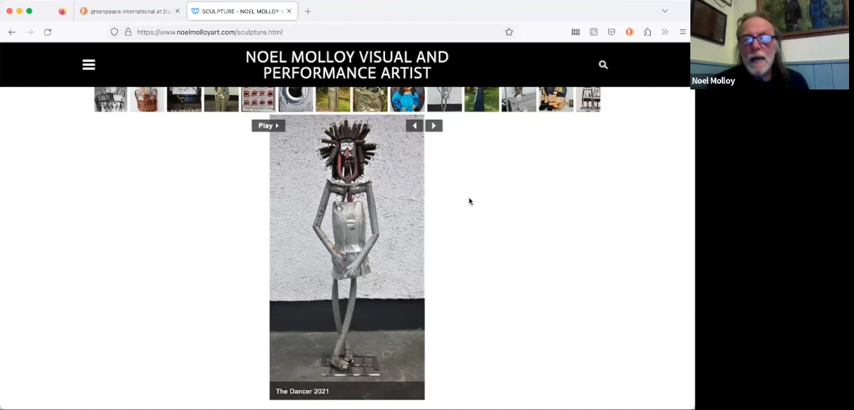 greenpeace international at Du
SCULPTURE - NOEL MOLLOY V
https://www.noelmolloyart.com/sculpture.html
NOEL MOLLOY VISUAL AND
PERFORMANCE ARTIST
Noel Molloy
Play
The Dancer 2021